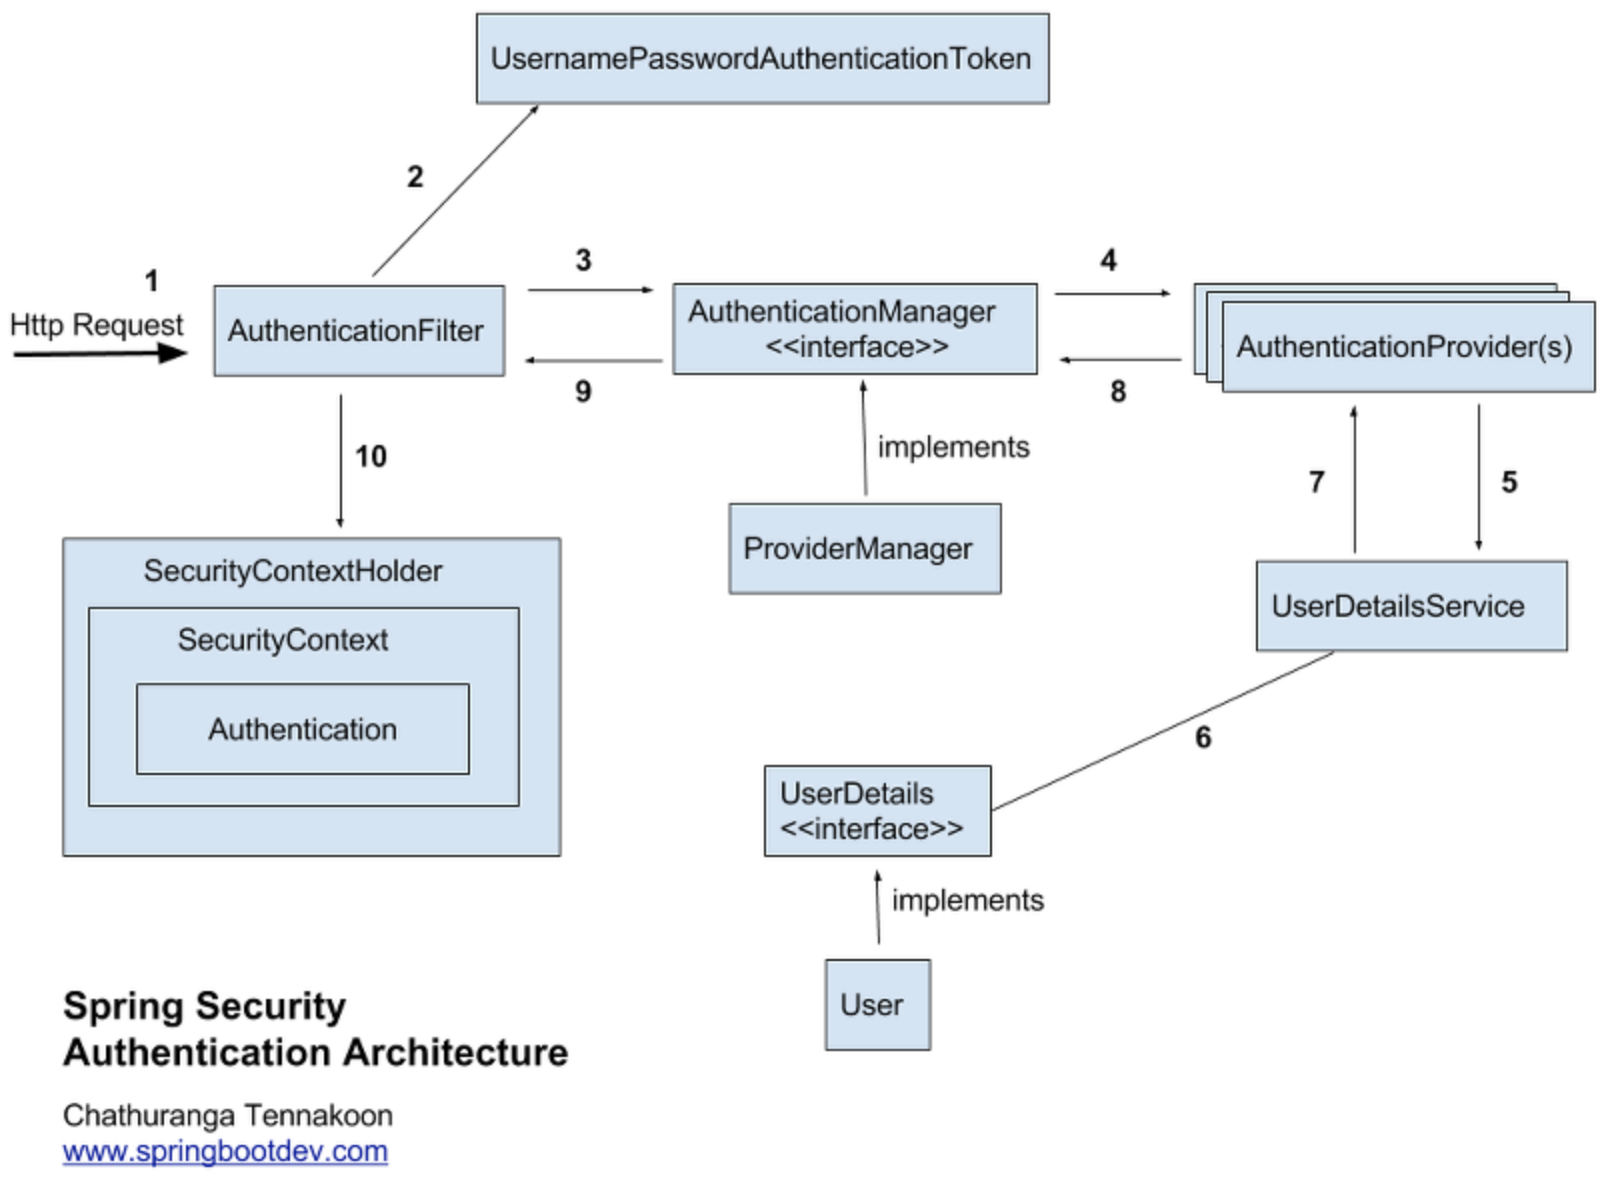 UsernamePasswordAuthenticationToken
2
1
3
4
Http Request
AuthenticationFilter
AuthenticationManager
<<interface>>
AuthenticationProvider(s)
9
8
10
implements
7
5
ProviderManager
SecurityContextHolder
UserDetailsService
SecurityContext
Authentication
6
UserDetails
<<interface>>
implements
User
Spring Security
Authentication Architecture
Chathuranga Tennakoon
www.springbootdev.com